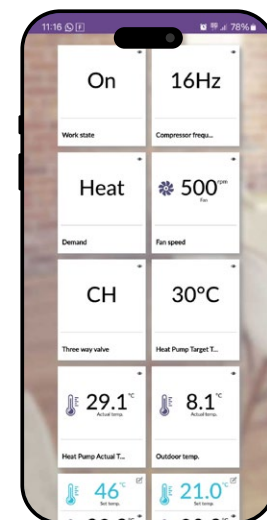 11:16
78%
On
16Hz
Work state
Compressor frequ...
Heat
500 rpm
Fan
Demand
Fan speed
CH
30°C
Three way valve
Heat Pump Target T...
29.1 °C
Actual temp.
8.1 °C
Actual temp.
Heat Pump Actual T...
Outdoor temp.
46 °C
Set temp.
21.0 °C
Set temp.